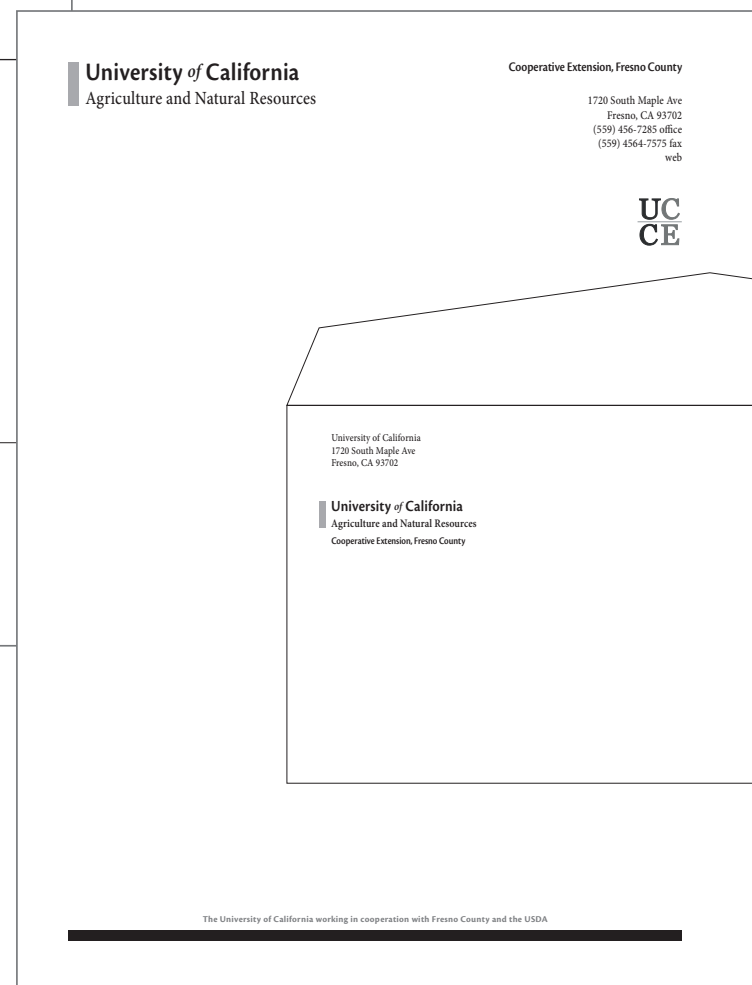 University of California
Agriculture and Natural Resources
Cooperative Extension, Fresno County
1720 South Maple Ave
Fresno, CA 93702
(559) 456-7285 office
(559) 4564-7575 fax
web
UC
CE
University of California
1720 South Maple Ave
Fresno, CA 93702
University of California
Agriculture and Natural Resources
Cooperative Extension, Fresno County
The University of California working in cooperation with Fresno County and the USDA